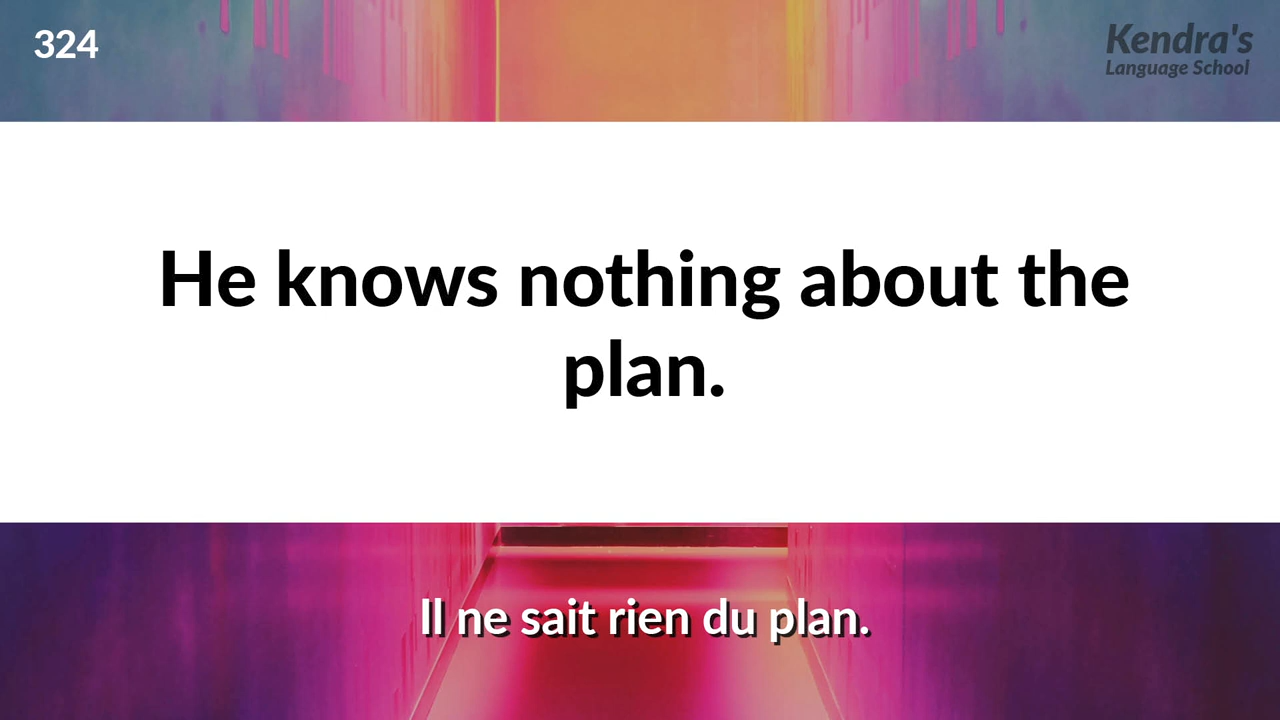 324
Kendra's
Language School
He knows nothing about the
plan.
Il ne sait rien du plan.